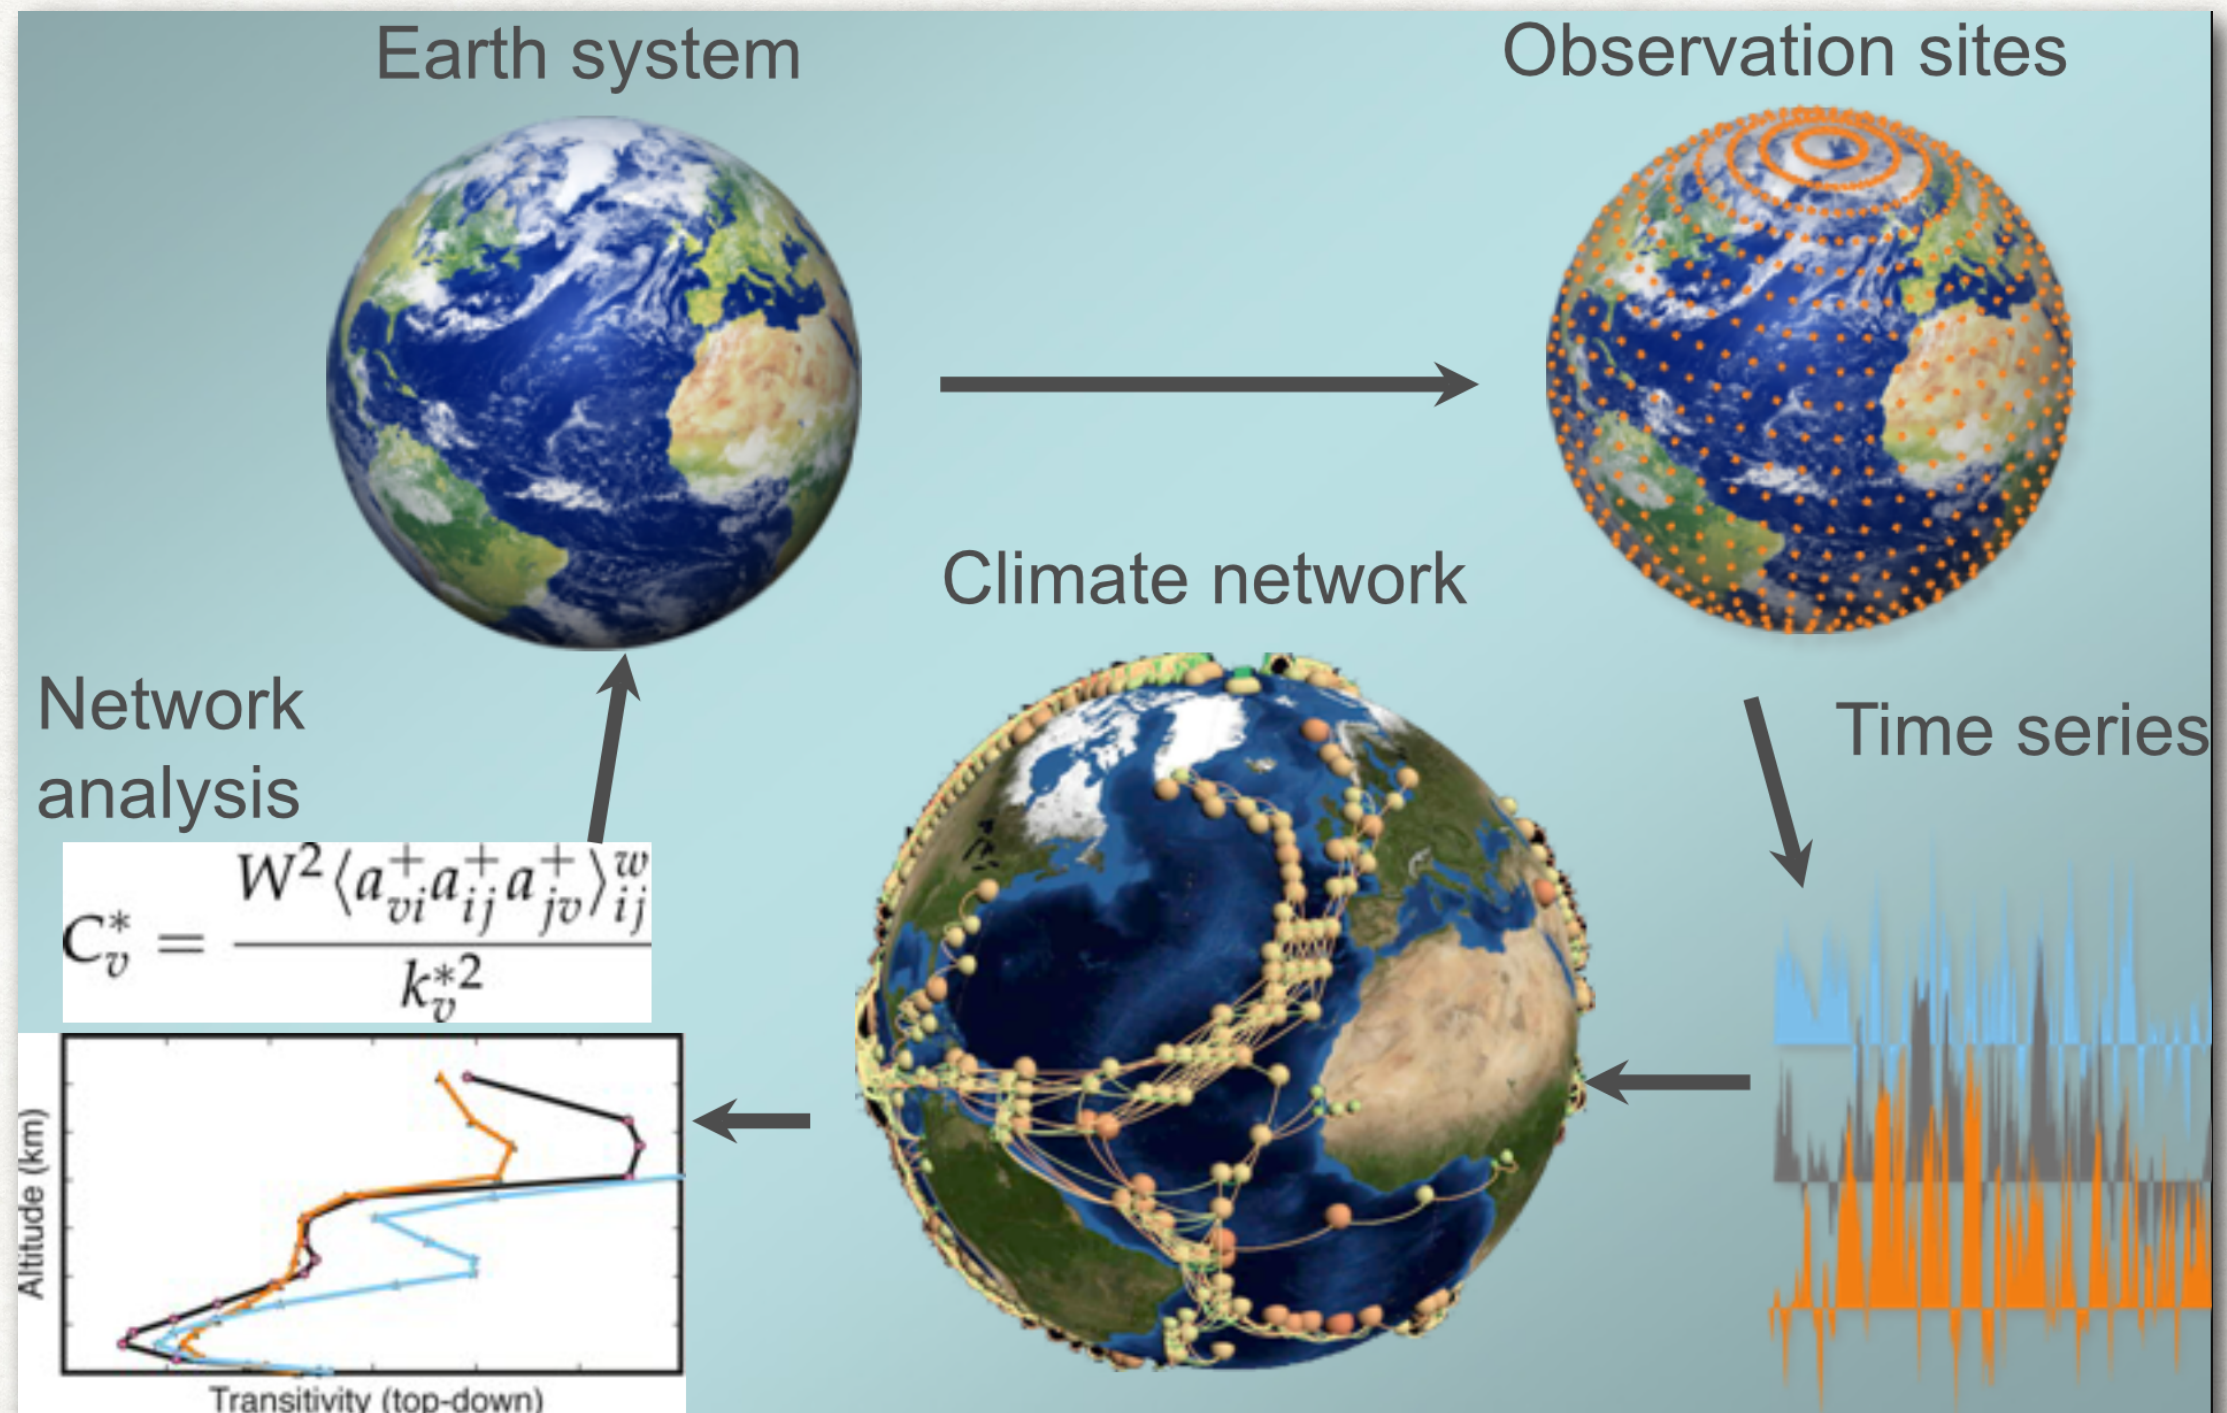 Earth system
Observation sites
Climate network
Network
analysis
Time series
C_v^* = \frac{W^2 \langle a_{vi}^+ a_{ij}^+ a_{jv}^+ \rangle_{ij}^w}{k_v^{*2}}
Altitude (km)
Transitivity (top-down)